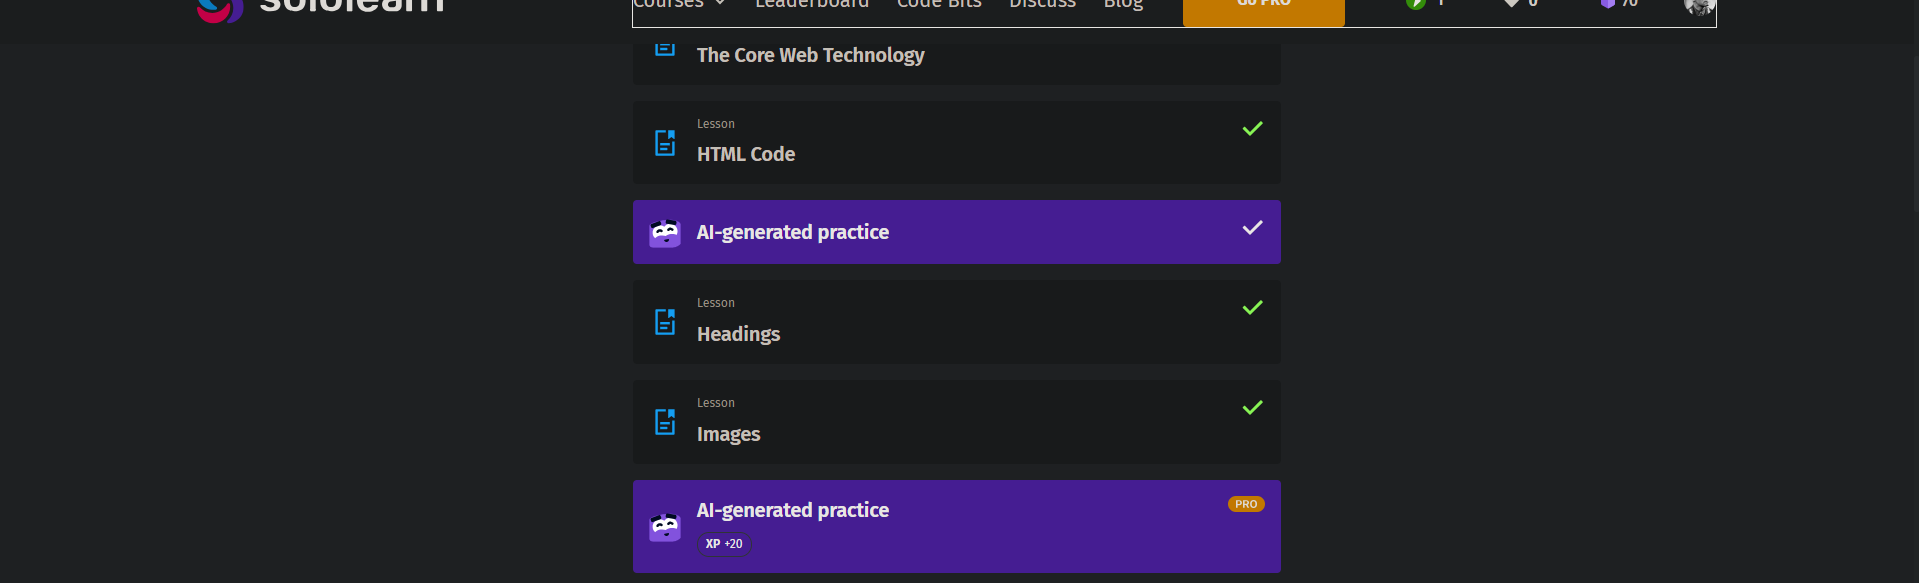 sololearn
Courses Leaderboard Code Bits Discuss Blog Go PRO 1 0 70
The Core Web Technology
Lesson
HTML Code
AI-generated practice
Lesson
Headings
Lesson
Images
AI-generated practice
PRO
XP +20